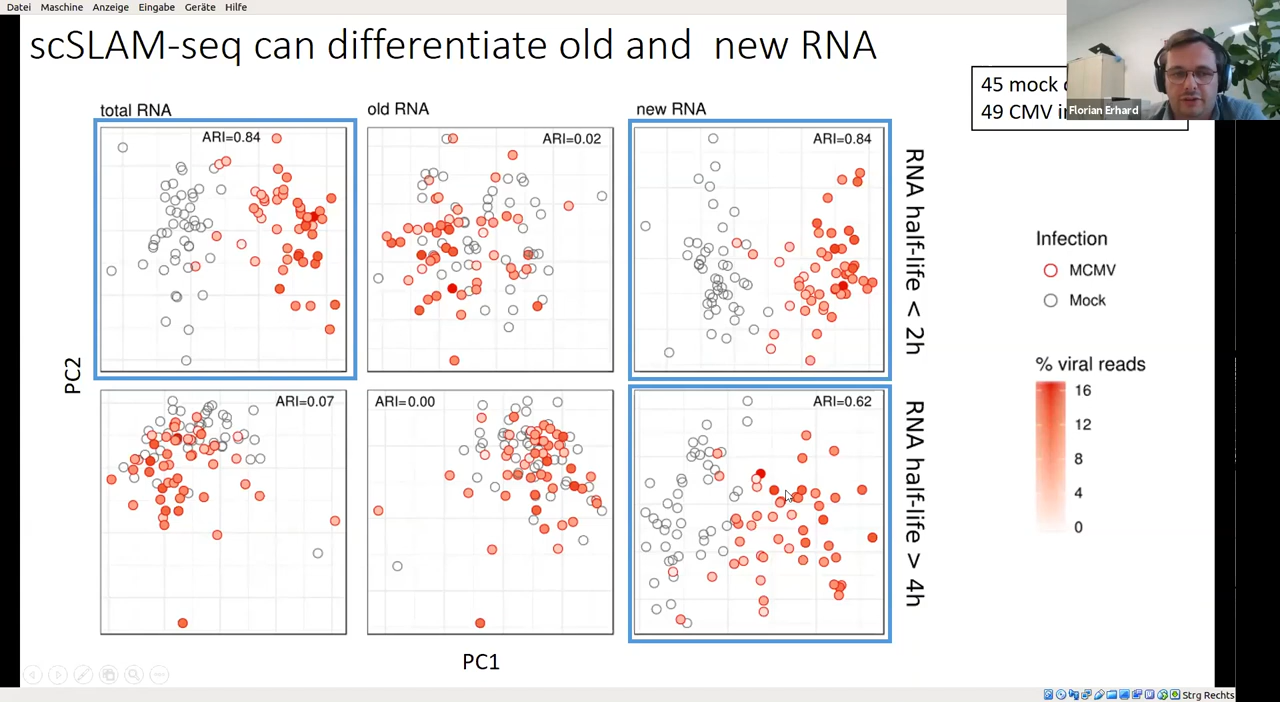 Datei Maschine Anzeige Eingabe Geräte Hilfe
scSLAM-seq can differentiate old and new RNA
45 mock
49 CMV
Florian Erhard
total RNA
old RNA
new RNA
ARI=0.84
ARI=0.02
ARI=0.84
RNA half-life < 2h
ARI=0.07
ARI=0.00
ARI=0.62
RNA half-life > 4h
PC2
PC1
Infection
MCMV
Mock
% viral reads
16
12
8
4
0
Strg Rechts